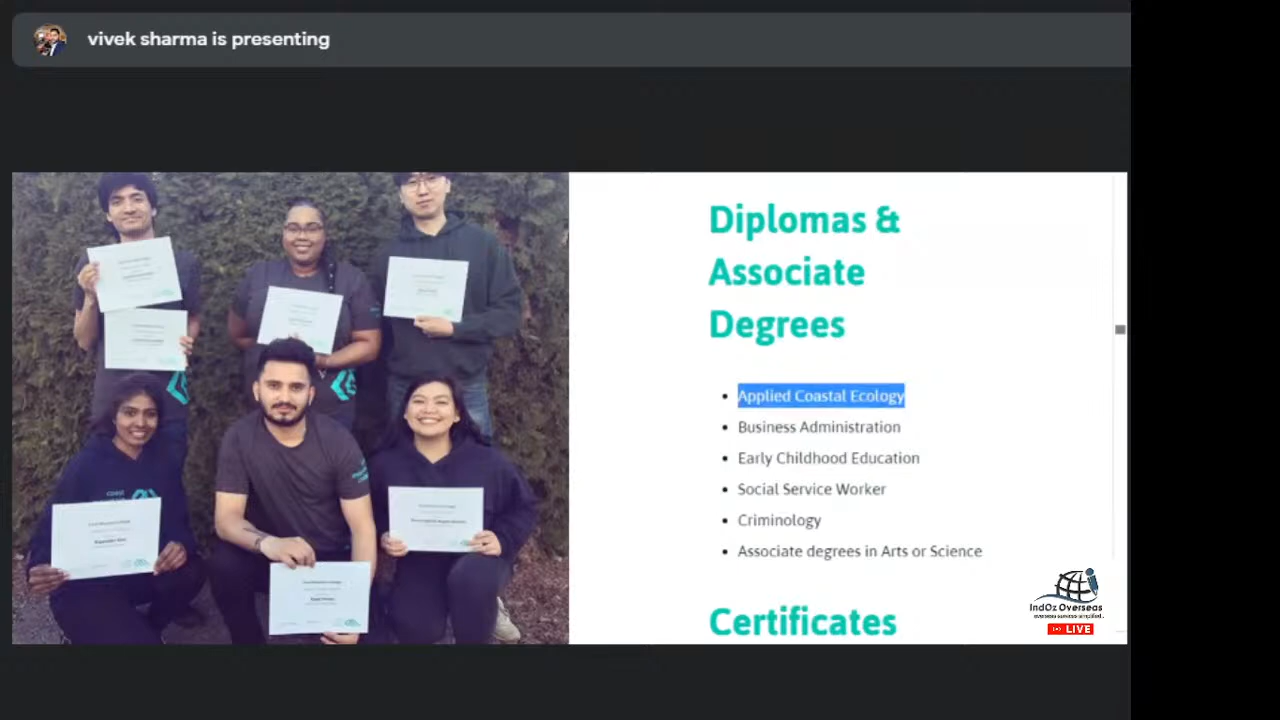 vivek sharma is presenting
Diplomas &
Associate
Degrees
Applied Coastal Ecology
Business Administration
Early Childhood Education
Social Service Worker
Criminology
Associate degrees in Arts or Science
Certificates
IndOz Overseas
LIVE